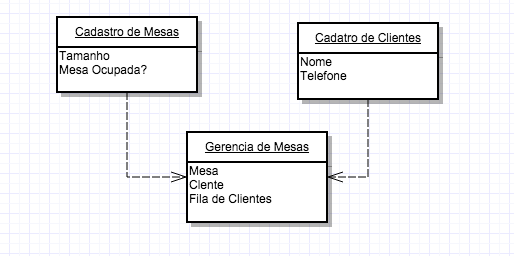 Cadastro de Mesas
Tamanho
Mesa Ocupada?
Cadatro de Clientes
Nome
Telefone
Gerencia de Mesas
Mesa
Clente
Fila de Clientes